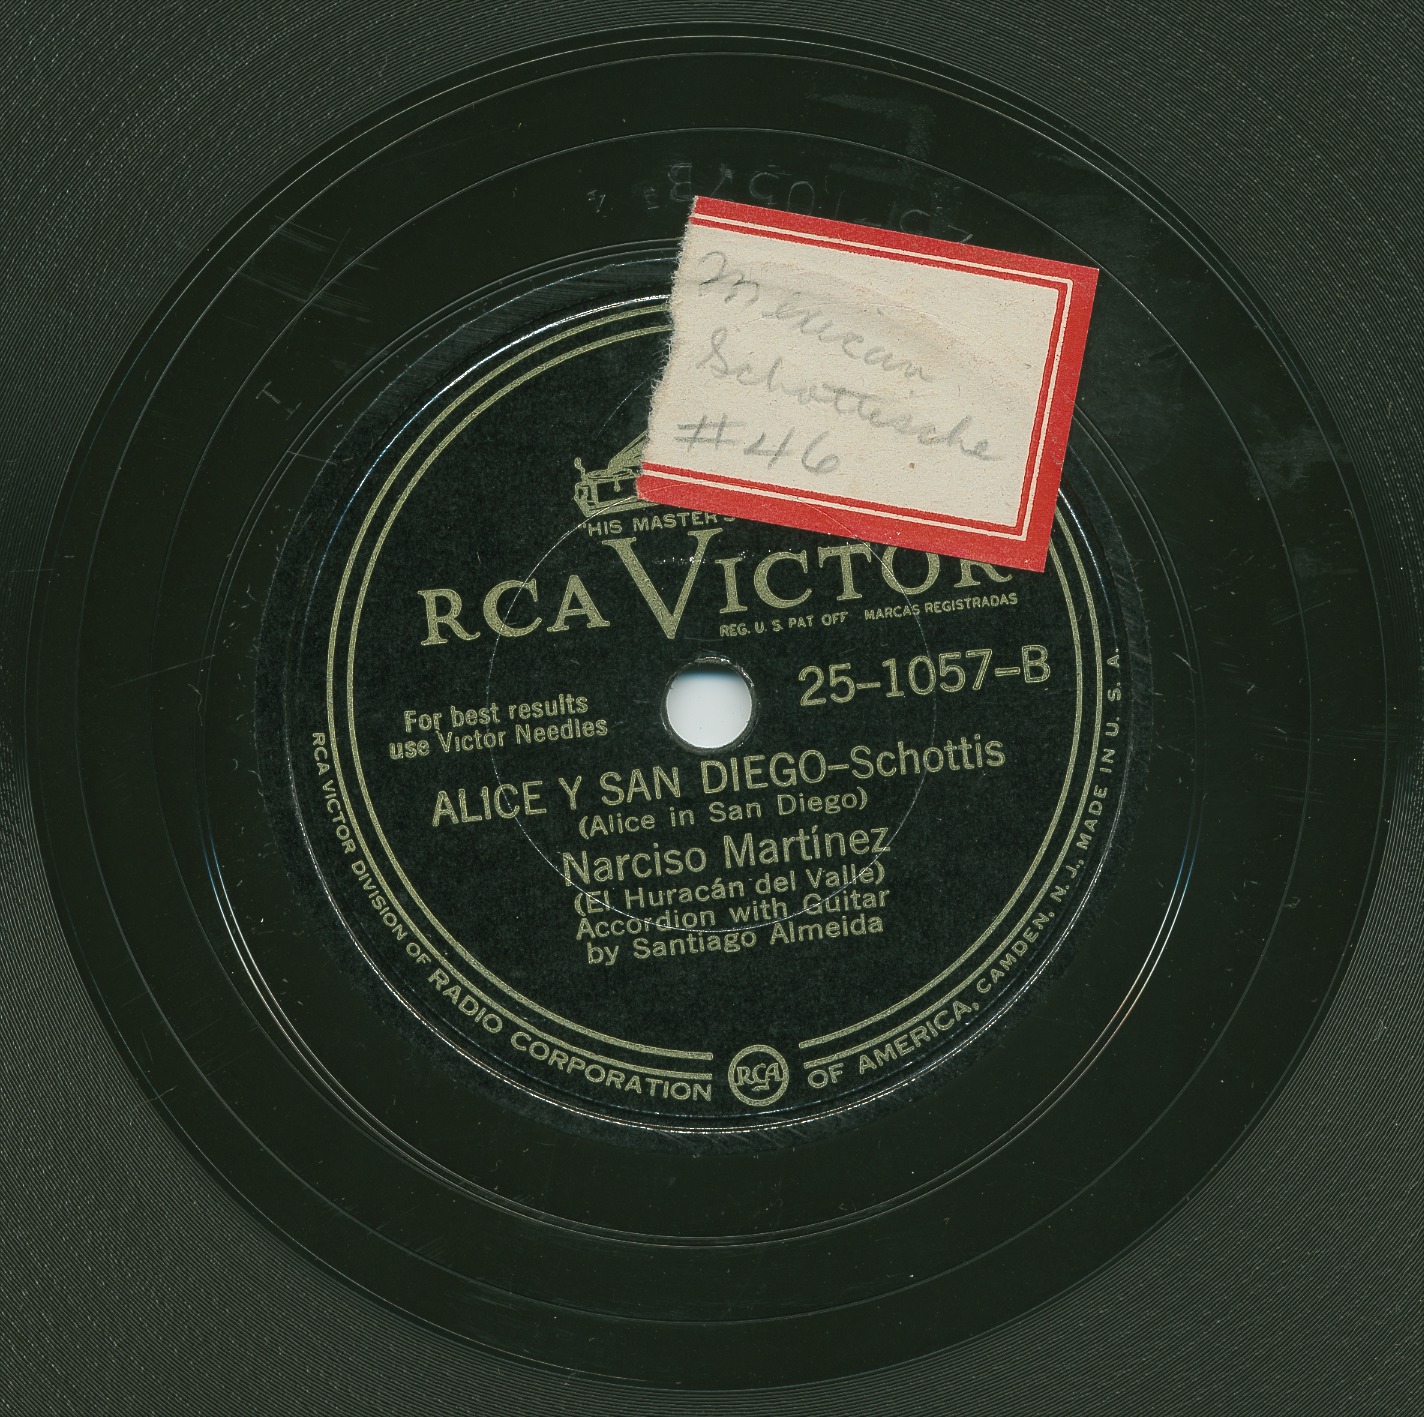 Mexican
Schottische
#46
"HIS MASTER'S
RCA VICTOR
REG. U. S. PAT. OFF. MARCAS REGISTRADAS
25-1057-B
For best results
use Victor Needles
ALICE Y SAN DIEGO-Schottis
(Alice in San Diego)
Narciso Martínez
(El Huracán del Valle)
Accordion with Guitar
by Santiago Almeida
RCA VICTOR DIVISION OF RADIO CORPORATION OF AMERICA, CAMDEN, N. J., MADE IN U. S. A.
RCA